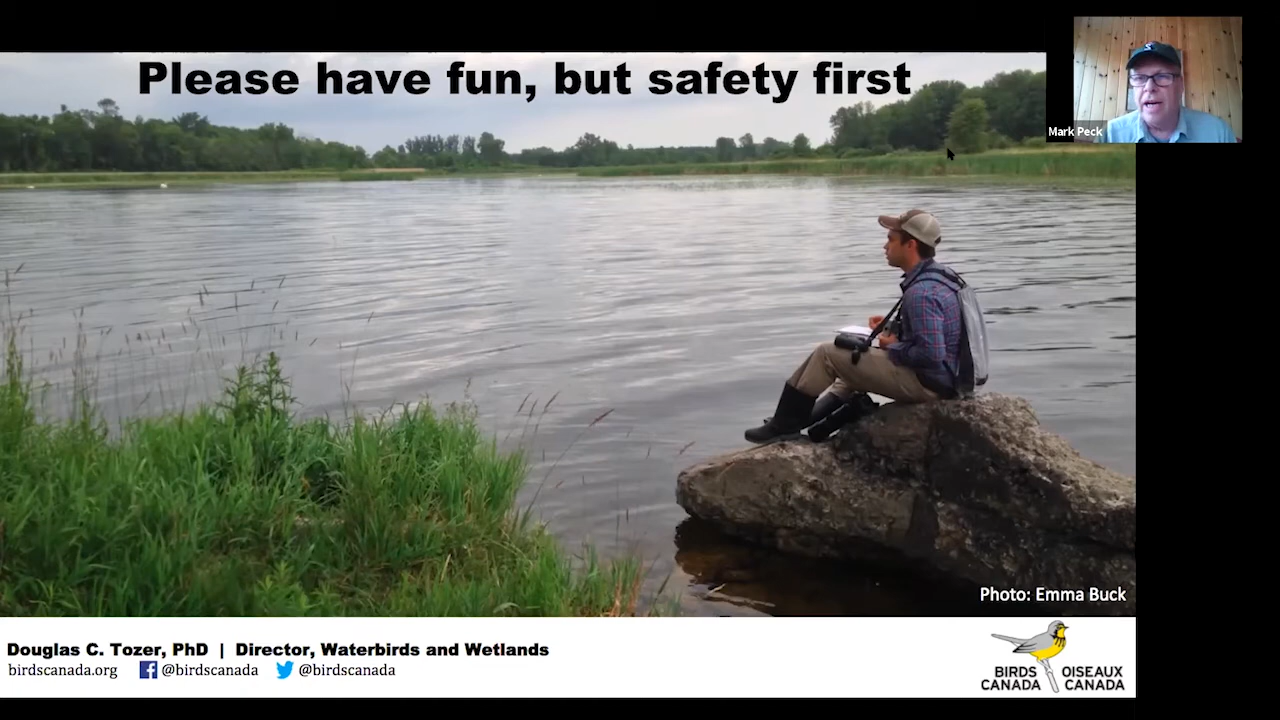 Please have fun, but safety first
Mark Peck
Photo: Emma Buck
Douglas C. Tozer, PhD | Director, Waterbirds and Wetlands
birdscanada.org @birdscanada @birdscanada
BIRDS CANADA
OISEAUX CANADA